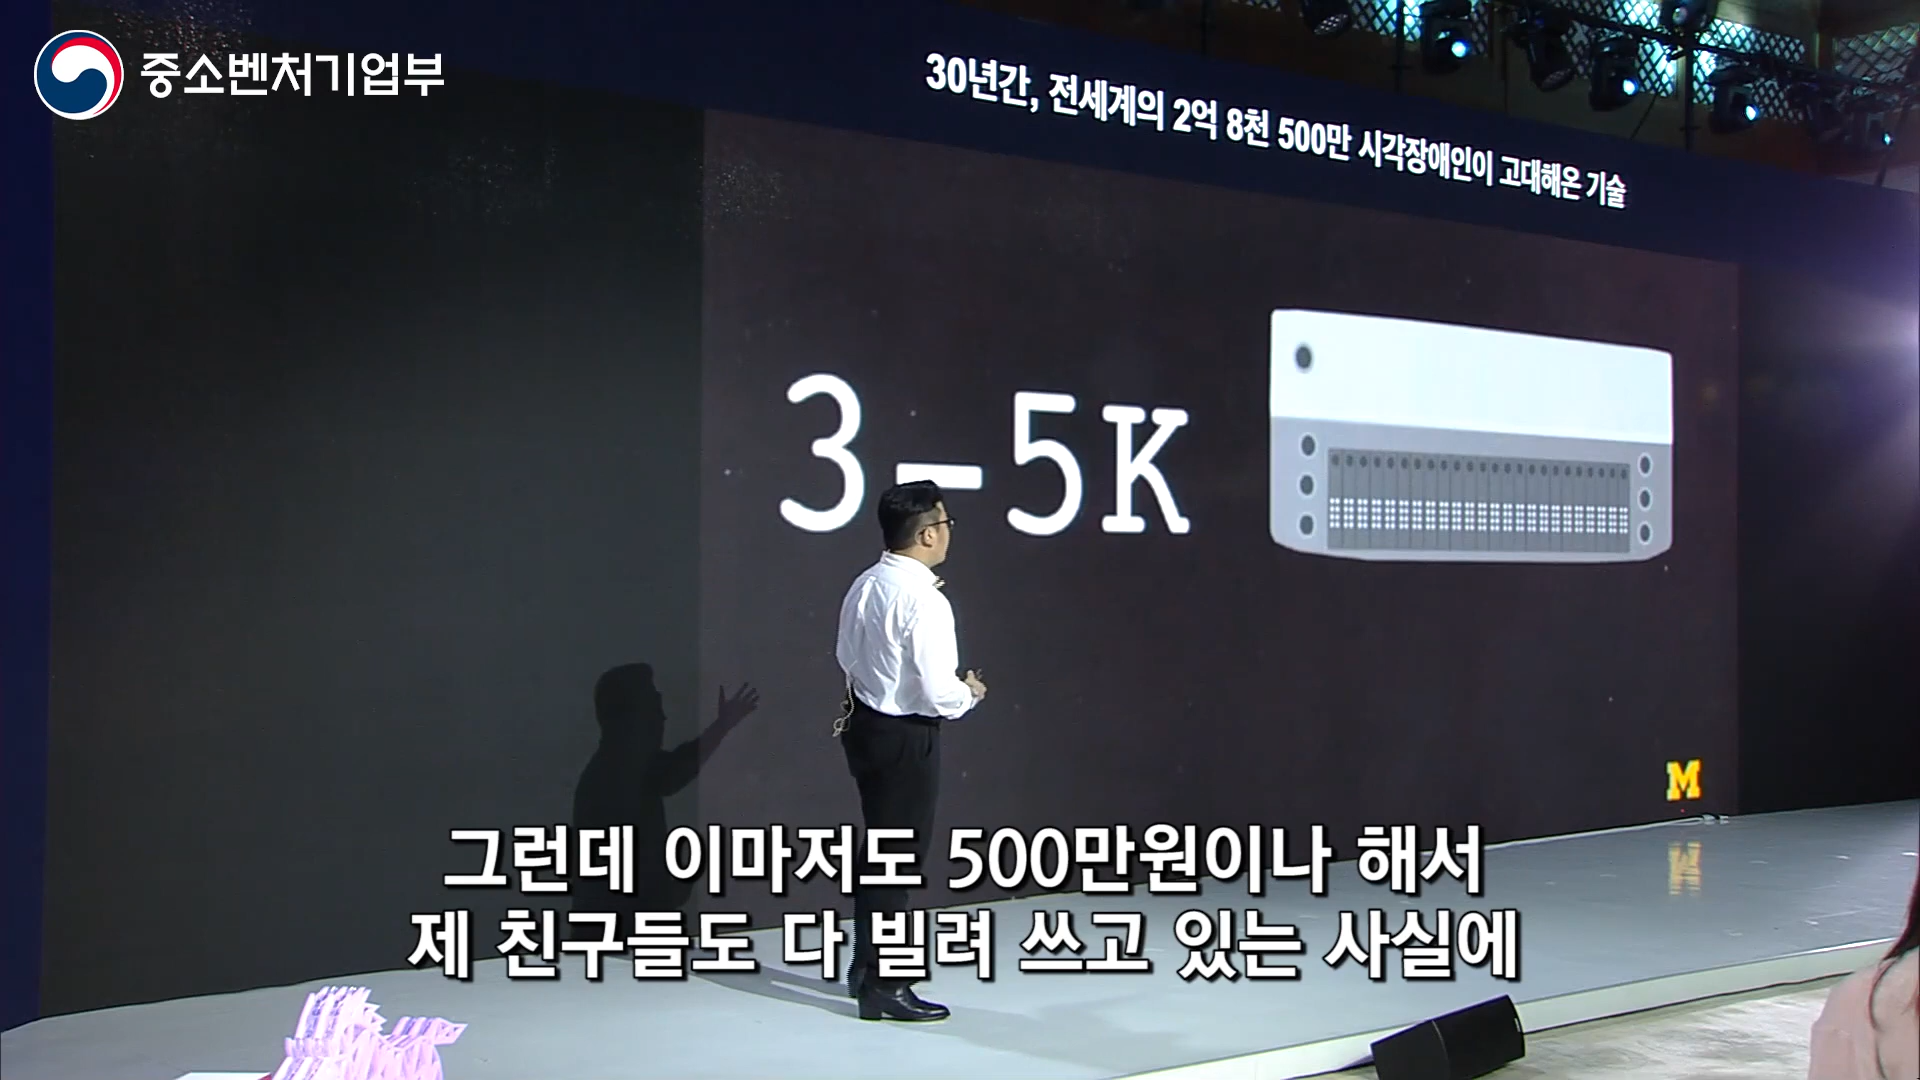 중소벤처기업부
30년간, 전세계의 2억 8천 500만 시각장애인이 고대해온 기술
3-5K
M
그런데 이마저도 500만원이나 해서
제 친구들도 다 빌려 쓰고 있는 사실에